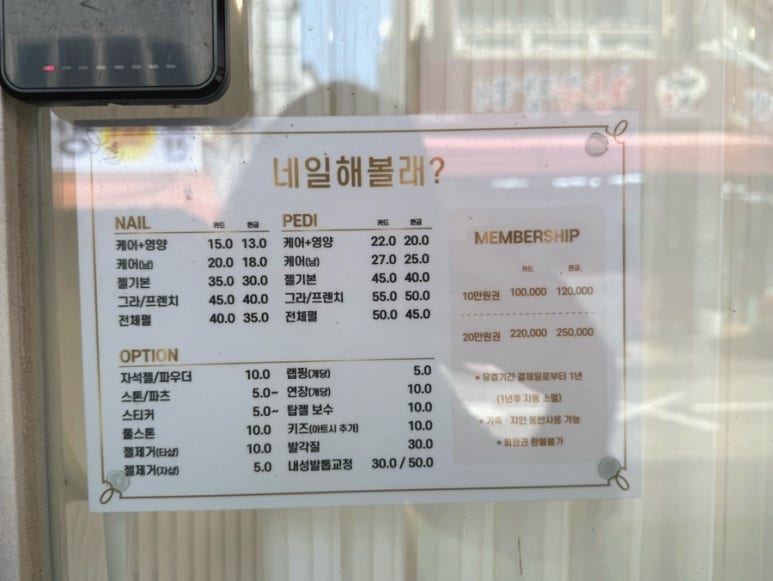 네일해볼래?
NAIL 카드 현금
케어+영양 15.0 13.0
케어(남) 20.0 18.0
젤기본 35.0 30.0
그라/프렌치 45.0 40.0
전체펄 40.0 35.0
PEDI 카드 현금
케어+영양 22.0 20.0
케어(남) 27.0 25.0
젤기본 45.0 40.0
그라/프렌치 55.0 50.0
전체펄 50.0 45.0
OPTION
자석젤/파우더 10.0
스톤/파츠 5.0~
스티커 5.0~
풀스톤 10.0
젤제거(타샵) 10.0
젤제거(자샵) 5.0
랩핑(개당) 5.0
연장(개당) 10.0
탑젤 보수 10.0
키즈(아트시 추가) 10.0
발각질 30.0
내성발톱교정 30.0 / 50.0
MEMBERSHIP
카드 현금
10만원권 100,000 120,000
20만원권 220,000 250,000
* 유효기간 결제일로부터 1년
(1년후 자동 소멸)
* 가족 · 지인 동반사용 가능
* 회원권 환불불가